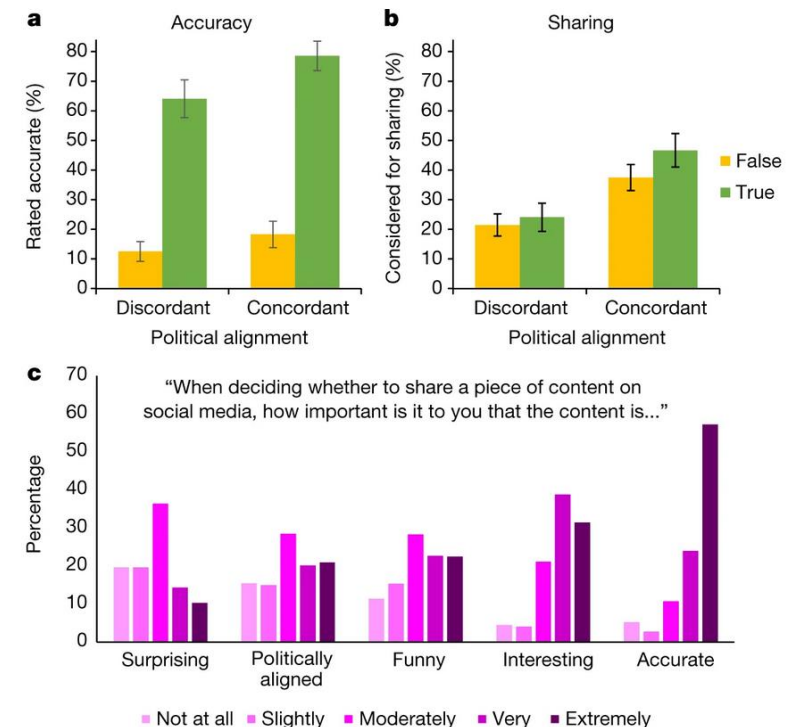 a
Accuracy
Rated accurate (%)
80
70
60
50
40
30
20
10
0
Discordant Concordant
Political alignment
b
Sharing
Considered for sharing (%)
80
70
60
50
40
30
20
10
0
Discordant Concordant
Political alignment
False
True
c
“When deciding whether to share a piece of content on
social media, how important is it to you that the content is...”
Percentage
70
60
50
40
30
20
10
0
Surprising Politically aligned Funny Interesting Accurate
Not at all Slightly Moderately Very Extremely